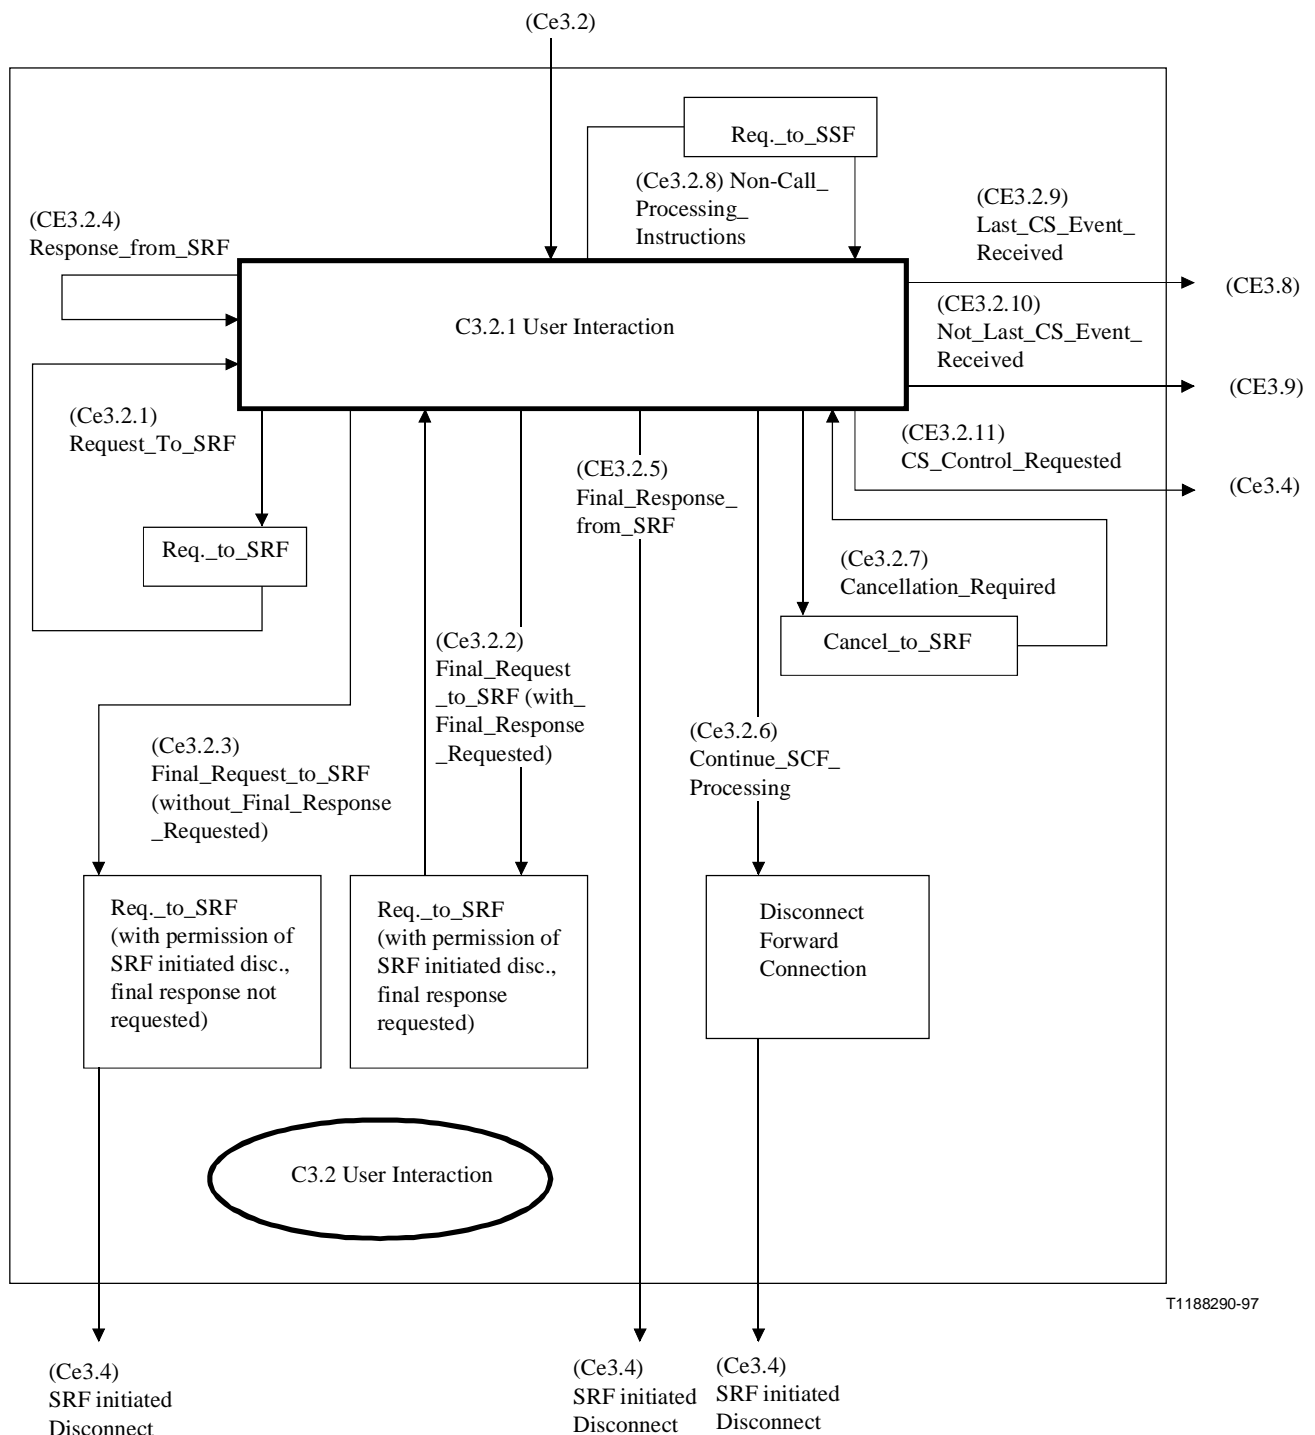 (Ce3.2)
Req._to_SSF
(Ce3.2.8) Non-Call_
Processing_
Instructions
(CE3.2.9)
Last_CS_Event_
Received
(CE3.2.4)
Response_from_SRF
(CE3.8)
C3.2.1 User Interaction
(CE3.2.10)
Not_Last_CS_Event_
Received
(CE3.9)
(Ce3.2.1)
Request_To_SRF
(CE3.2.11)
CS_Control_Requested
(CE3.2.5)
Final_Response_
from_SRF
(Ce3.4)
Req._to_SRF
(Ce3.2.7)
Cancellation_Required
Cancel_to_SRF
(Ce3.2.2)
Final_Request
_to_SRF (with_
Final_Response
_Requested)
(Ce3.2.3)
Final_Request_to_SRF
(without_Final_Response
_Requested)
(Ce3.2.6)
Continue_SCF_
Processing
Req._to_SRF
(with permission of
SRF initiated disc.,
final response not
requested)
Req._to_SRF
(with permission of
SRF initiated disc.,
final response
requested)
Disconnect
Forward
Connection
C3.2 User Interaction
T1188290-97
(Ce3.4)
SRF initiated
Disconnect
(Ce3.4)
SRF initiated
Disconnect
(Ce3.4)
SRF initiated
Disconnect